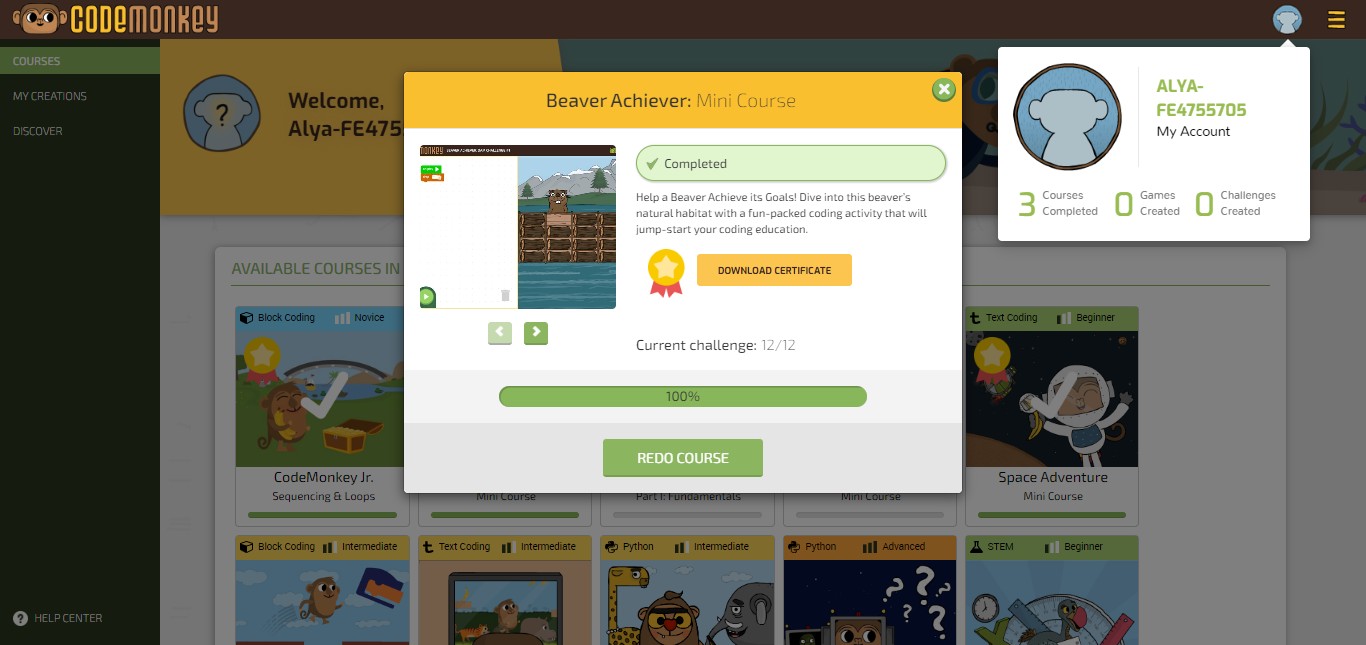 CODEMONKEY
COURSES
MY CREATIONS
DISCOVER
HELP CENTER
?
Welcome,
Alya-FE475
ALYA-
FE4755705
My Account
3 Courses Completed
0 Games Created
0 Challenges Created
Beaver Achiever: Mini Course
Completed
Help a Beaver Achieve its Goals! Dive into this beaver's
natural habitat with a fun-packed coding activity that will
jump-start your coding education.
DOWNLOAD CERTIFICATE
Current challenge: 12/12
100%
REDO COURSE
AVAILABLE COURSES IN
Block Coding Novice
Text Coding Beginner
CodeMonkey Jr.
Sequencing & Loops
Mini Course
Part I: Fundamentals
Mini Course
Space Adventure
Mini Course
Block Coding Intermediate
Text Coding Intermediate
Python Intermediate
Python Advanced
STEM Beginner
? ? ? ?